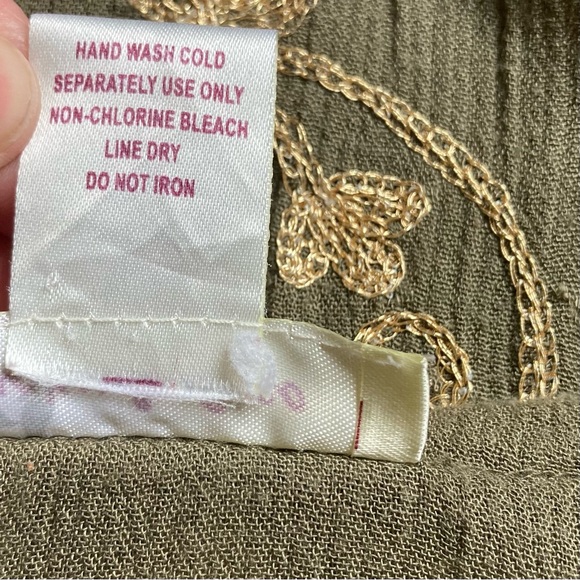 HAND WASH COLD
SEPARATELY USE ONLY
NON-CHLORINE BLEACH
LINE DRY
DO NOT IRON